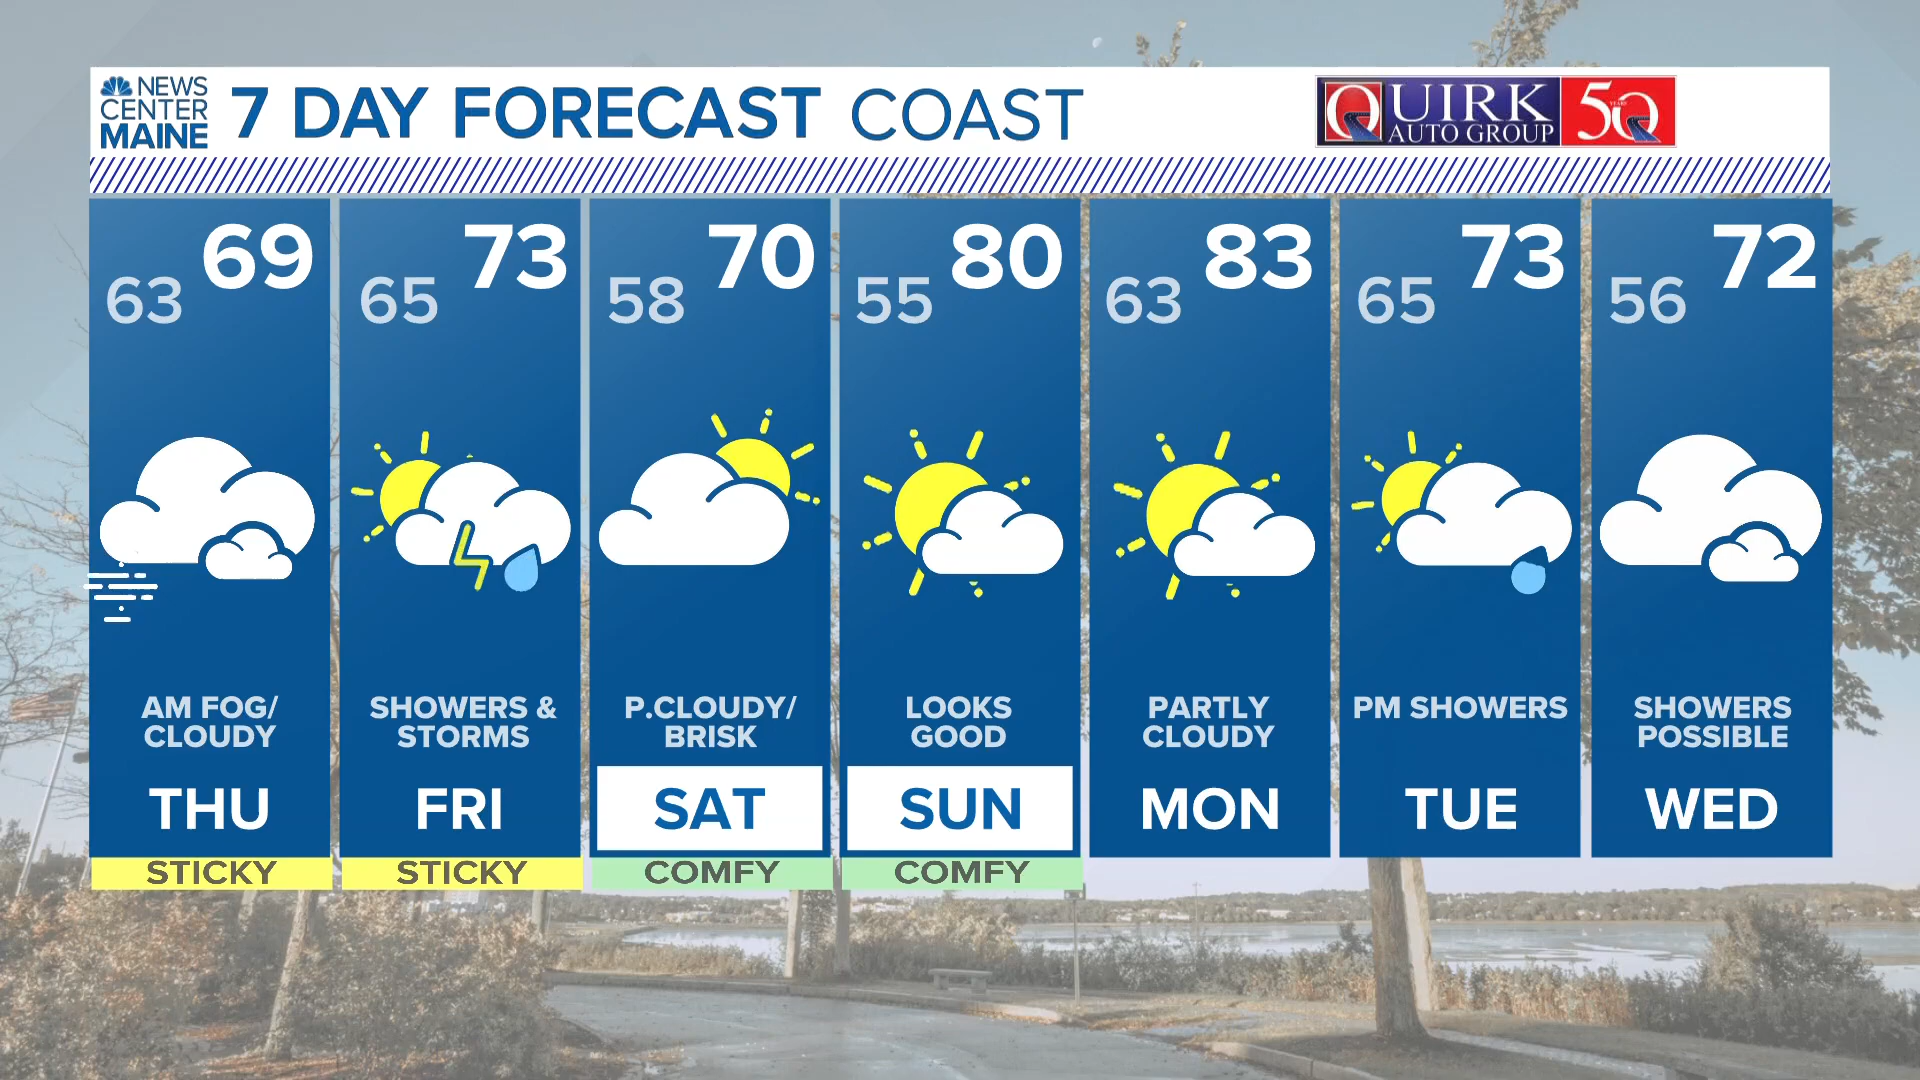 NEWS
CENTER
MAINE
7 DAY FORECAST COAST
QUIRK
AUTO GROUP
50
YEARS
63 69
65 73
58 70
55 80
63 83
65 73
56 72
AM FOG/
CLOUDY
SHOWERS &
STORMS
P.CLOUDY/
BRISK
LOOKS
GOOD
PARTLY
CLOUDY
PM SHOWERS
SHOWERS
POSSIBLE
THU
FRI
SAT
SUN
MON
TUE
WED
STICKY
STICKY
COMFY
COMFY